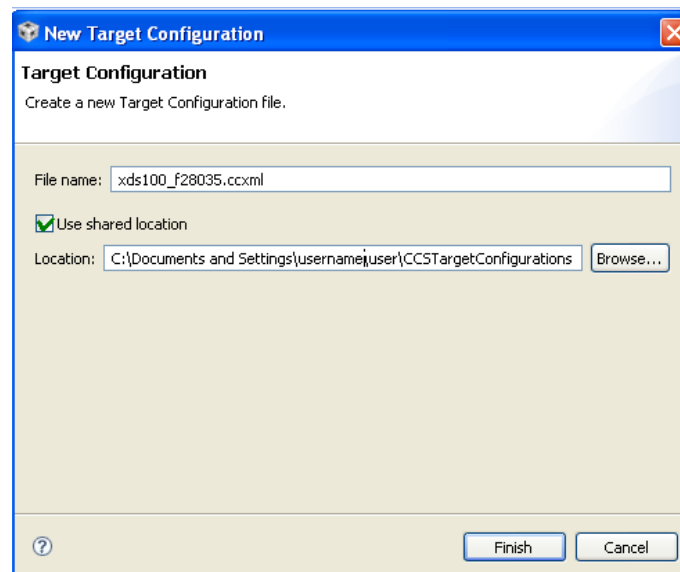 New Target Configuration
Target Configuration
Create a new Target Configuration file.
File name: xds100_f28035.ccxml
Use shared location
Location: C:\Documents and Settings\username\user\CCSTargetConfigurations Browse...
? Finish Cancel